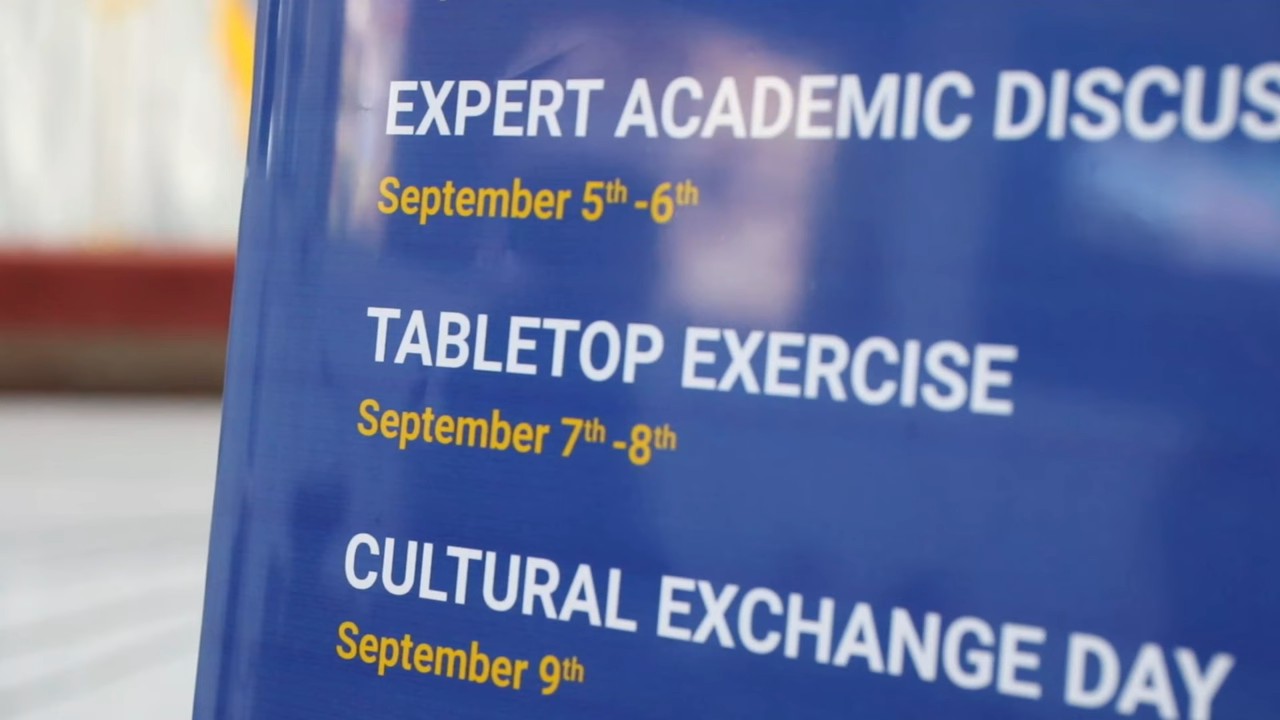 EXPERT ACADEMIC DISCUS
September 5th -6th
TABLETOP EXERCISE
September 7th -8th
CULTURAL EXCHANGE DAY
September 9th